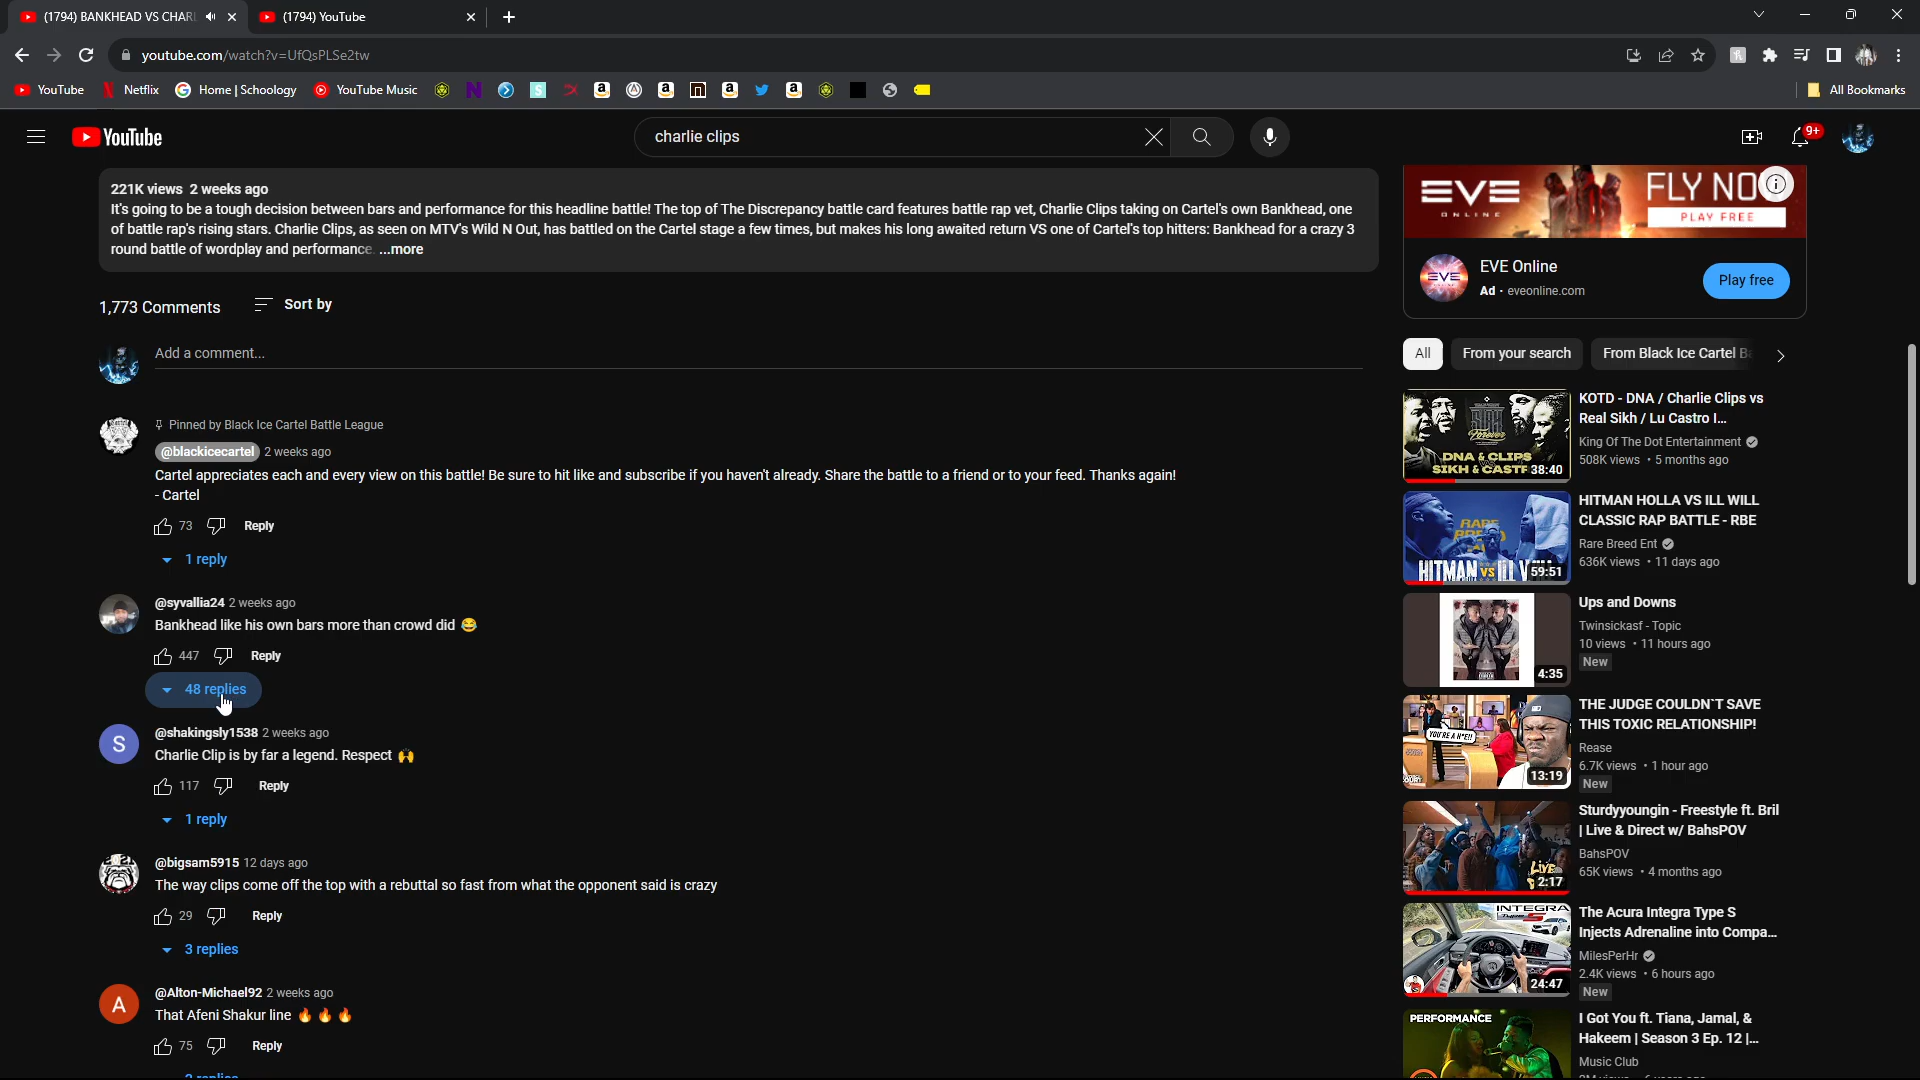 (1794) BANKHEAD VS CHARL
(1794) YouTube
youtube.com/watch?v=UfQsPLSe2tw
YouTube
Netflix
Home | Schoology
YouTube Music
All Bookmarks
YouTube
charlie clips
9+
221K views 2 weeks ago
It's going to be a tough decision between bars and performance for this headline battle! The top of The Discrepancy battle card features battle rap vet, Charlie Clips taking on Cartel's own Bankhead, one
of battle rap's rising stars. Charlie Clips, as seen on MTV's Wild N Out, has battled on the Cartel stage a few times, but makes his long awaited return VS one of Cartel's top hitters: Bankhead for a crazy 3
round battle of wordplay and performance. ...more
1,773 Comments
Sort by
Add a comment...
Pinned by Black Ice Cartel Battle League
@blackicecartel 2 weeks ago
Cartel appreciates each and every view on this battle! Be sure to hit like and subscribe if you haven't already. Share the battle to a friend or to your feed. Thanks again!
- Cartel
73 Reply
1 reply
@syvallia24 2 weeks ago
Bankhead like his own bars more than crowd did 😂
447 Reply
48 replies
S
@shakingsly1538 2 weeks ago
Charlie Clip is by far a legend. Respect 🙌
117 Reply
1 reply
@bigsam5915 12 days ago
The way clips come off the top with a rebuttal so fast from what the opponent said is crazy
29 Reply
3 replies
A
@Alton-Michael92 2 weeks ago
That Afeni Shakur line 🔥🔥🔥
75 Reply
EVE
ONLINE
FLY NO
PLAY FREE
EVE
EVE Online
Ad · eveonline.com
Play free
All
From your search
From Black Ice Cartel Ba
DNA & CLIPS
SIKH & CAST
38:40
KOTD - DNA / Charlie Clips vs
Real Sikh / Lu Castro I...
King Of The Dot Entertainment
508K views • 5 months ago
HITMAN VS ILL W
59:51
HITMAN HOLLA VS ILL WILL
CLASSIC RAP BATTLE - RBE
Rare Breed Ent
636K views • 11 days ago
4:35
Ups and Downs
Twinsickasf - Topic
10 views • 11 hours ago
New
YOU'RE A H*E!!
13:19
THE JUDGE COULDN`T SAVE
THIS TOXIC RELATIONSHIP!
Rease
6.7K views • 1 hour ago
New
LIVE
2:17
Sturdyyoungin - Freestyle ft. Bril
| Live & Direct w/ BahsPOV
BahsPOV
65K views • 4 months ago
INTEGRA
TYPE S
24:47
The Acura Integra Type S
Injects Adrenaline into Compa...
MilesPerHr
2.4K views • 6 hours ago
New
PERFORMANCE
I Got You ft. Tiana, Jamal, &
Hakeem | Season 3 Ep. 12 |...
Music Club